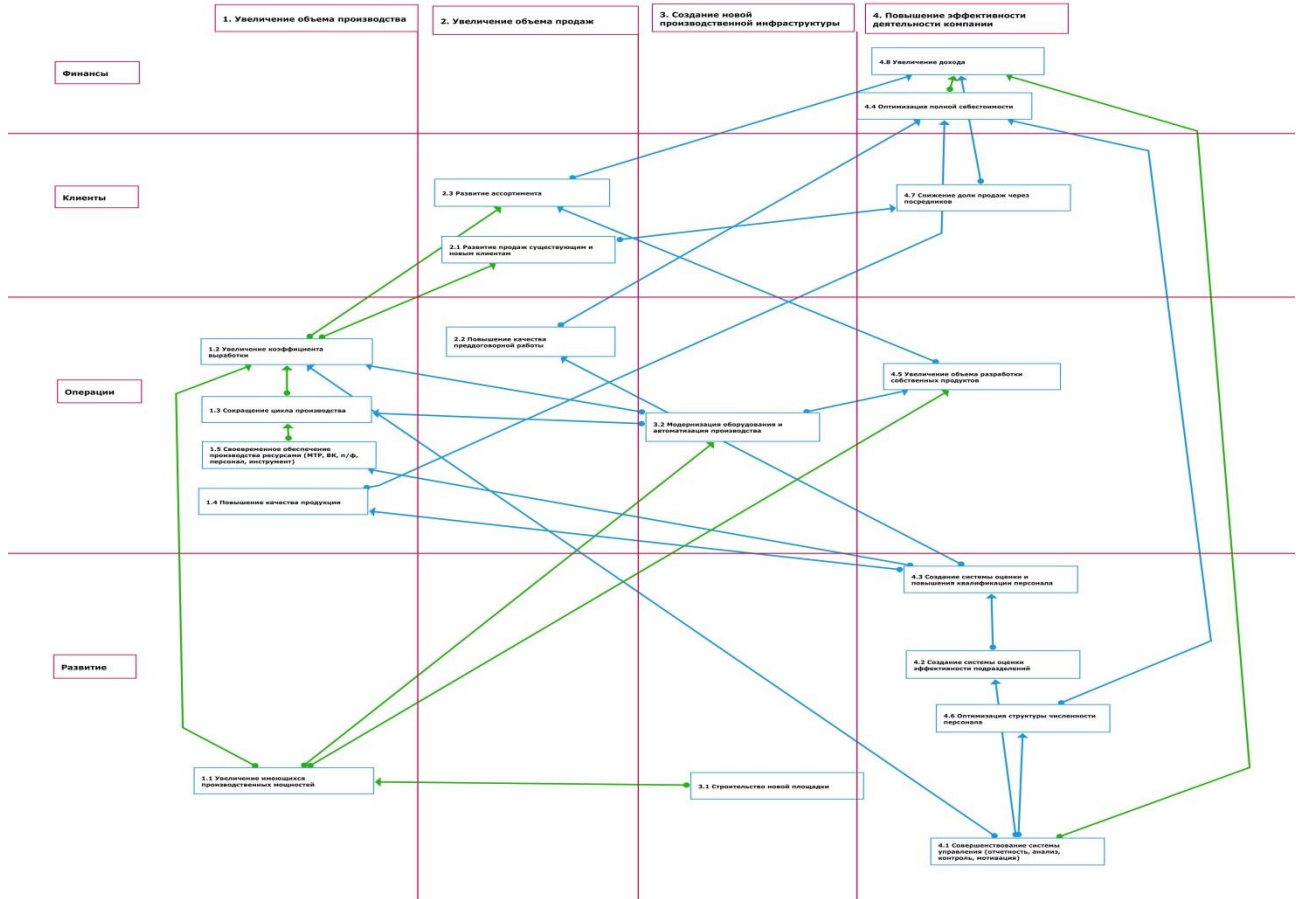 1. Увеличение объема производства
2. Увеличение объема продаж
3. Создание новой
производственной инфраструктуры
4. Повышение эффективности
деятельности компании
Финансы
4.8 Увеличение дохода
4.4 Оптимизация полной себестоимости
Клиенты
2.3 Развитие ассортимента
4.7 Снижение доли продаж через
посредников
2.1 Развитие продаж существующим и
новым клиентам
Операции
1.2 Увеличение коэффициента
выработки
2.2 Повышение качества
преддоговорной работы
4.5 Увеличение объема разработки
собственных продуктов
1.3 Сокращение цикла производства
3.2 Модернизация оборудования и
автоматизация производства
1.5 Своевременное обеспечение
производства ресурсами (МТР, ВК, п/ф,
персонал, инструмент)
1.4 Повышение качества продукции
Развитие
4.3 Создание системы оценки и
повышения квалификации персонала
4.2 Создание системы оценки
эффективности подразделений
4.6 Оптимизация структуры численности
персонала
1.1 Увеличение имеющихся
производственных мощностей
3.1 Строительство новой площадки
4.1 Совершенствование системы
управления (отчетность, анализ,
контроль, мотивация)